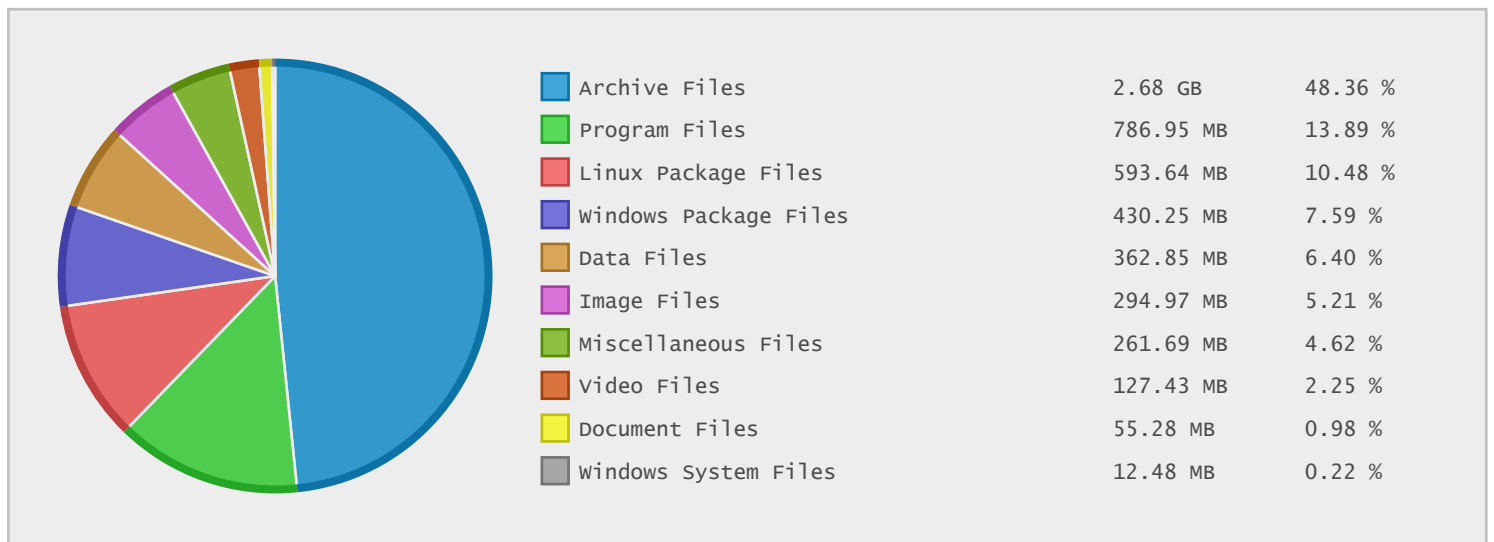 Archive Files 2.68 GB 48.36 %
Program Files 786.95 MB 13.89 %
Linux Package Files 593.64 MB 10.48 %
Windows Package Files 430.25 MB 7.59 %
Data Files 362.85 MB 6.40 %
Image Files 294.97 MB 5.21 %
Miscellaneous Files 261.69 MB 4.62 %
Video Files 127.43 MB 2.25 %
Document Files 55.28 MB 0.98 %
Windows System Files 12.48 MB 0.22 %